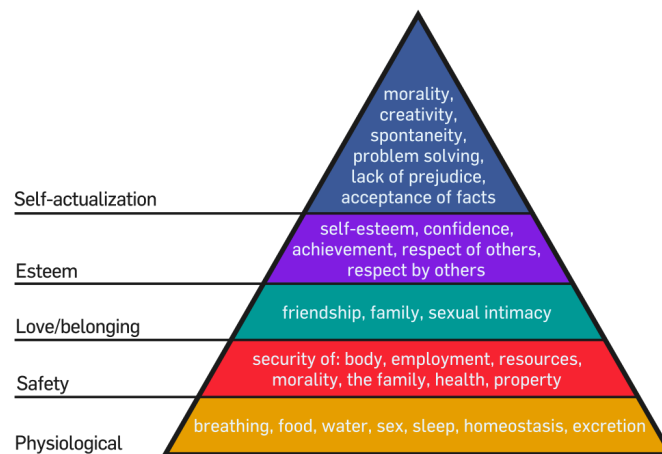 morality,
creativity,
spontaneity,
problem solving,
lack of prejudice,
acceptance of facts
Self-actualization
self-esteem, confidence,
achievement, respect of others,
respect by others
Esteem
friendship, family, sexual intimacy
Love/belonging
security of: body, employment, resources,
morality, the family, health, property
Safety
breathing, food, water, sex, sleep, homeostasis, excretion
Physiological